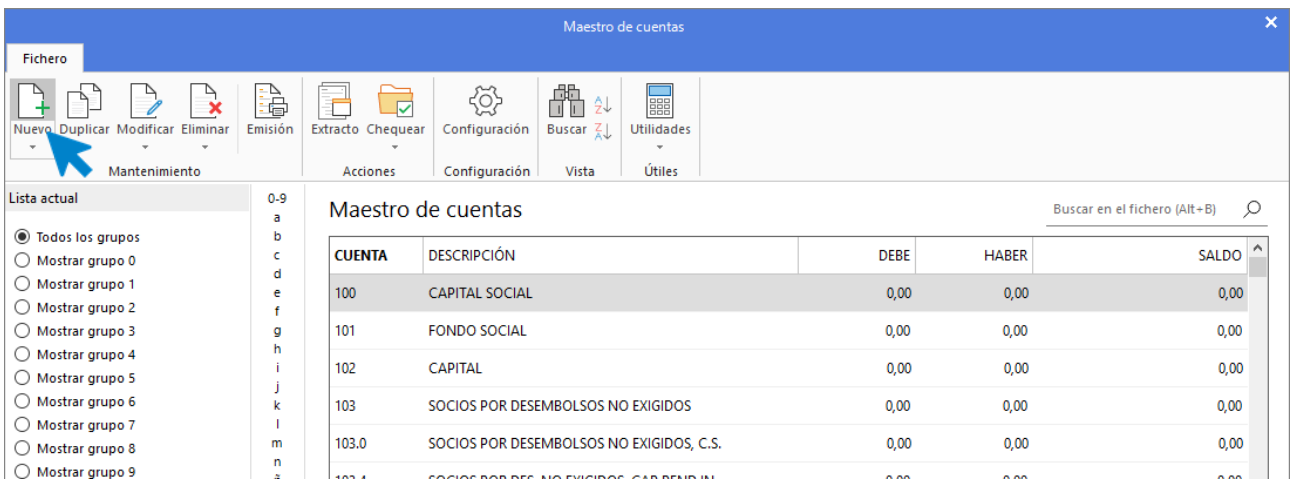 Maestro de cuentas
Fichero
Nuevo Duplicar Modificar Eliminar Emisión Extracto Chequear Configuración Buscar Utilidades
Mantenimiento Acciones Configuración Vista Útiles
Lista actual
Todos los grupos
Mostrar grupo 0
Mostrar grupo 1
Mostrar grupo 2
Mostrar grupo 3
Mostrar grupo 4
Mostrar grupo 5
Mostrar grupo 6
Mostrar grupo 7
Mostrar grupo 8
Mostrar grupo 9
0-9
a
b
c
d
e
f
g
h
i
j
k
l
m
n
Maestro de cuentas
Buscar en el fichero (Alt+B)
CUENTA DESCRIPCIÓN DEBE HABER SALDO
100 CAPITAL SOCIAL 0,00 0,00 0,00
101 FONDO SOCIAL 0,00 0,00 0,00
102 CAPITAL 0,00 0,00 0,00
103 SOCIOS POR DESEMBOLSOS NO EXIGIDOS 0,00 0,00 0,00
103.0 SOCIOS POR DESEMBOLSOS NO EXIGIDOS, C.S. 0,00 0,00 0,00